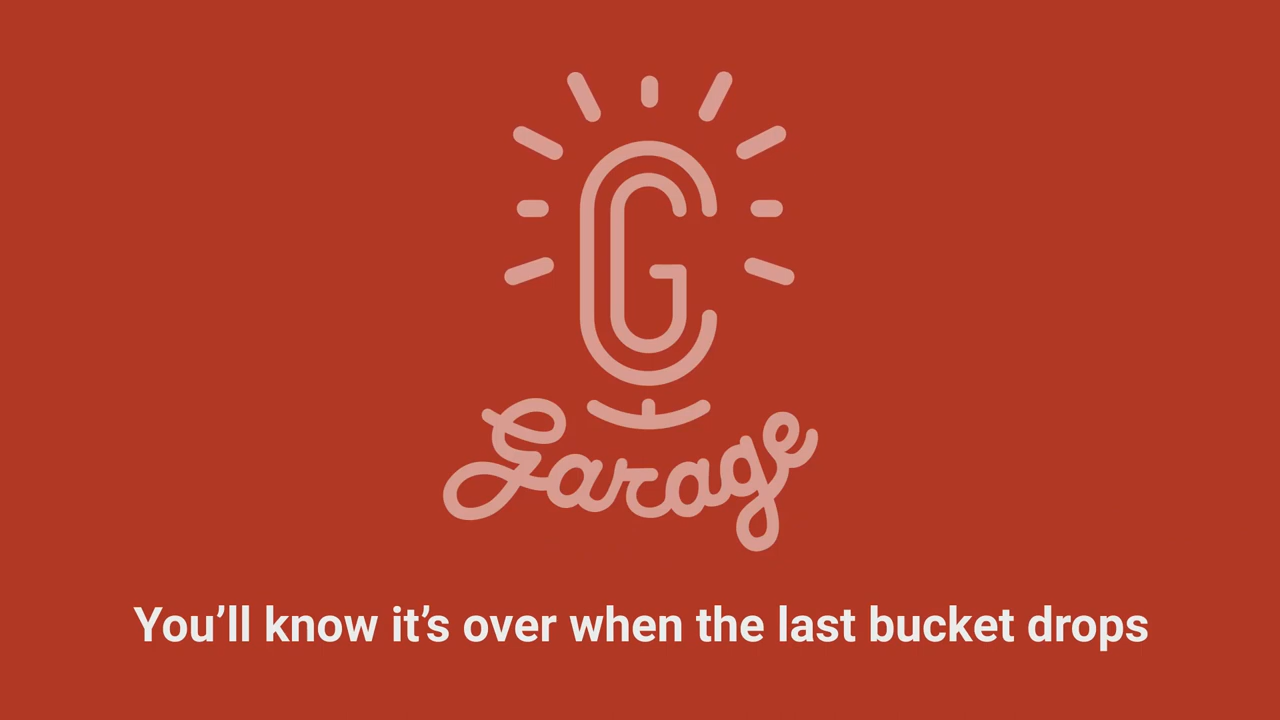 G
Garage
You’ll know it’s over when the last bucket drops